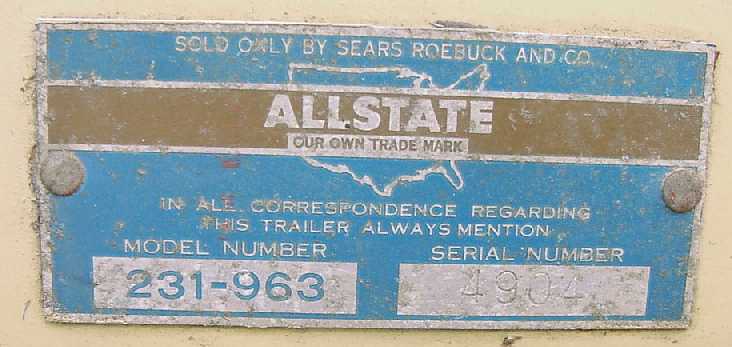 SOLD ONLY BY SEARS ROEBUCK AND CO.
ALLSTATE
OUR OWN TRADE MARK
IN ALL CORRESPONDENCE REGARDING
THIS TRAILER ALWAYS MENTION
MODEL NUMBER SERIAL NUMBER
231-963 4904